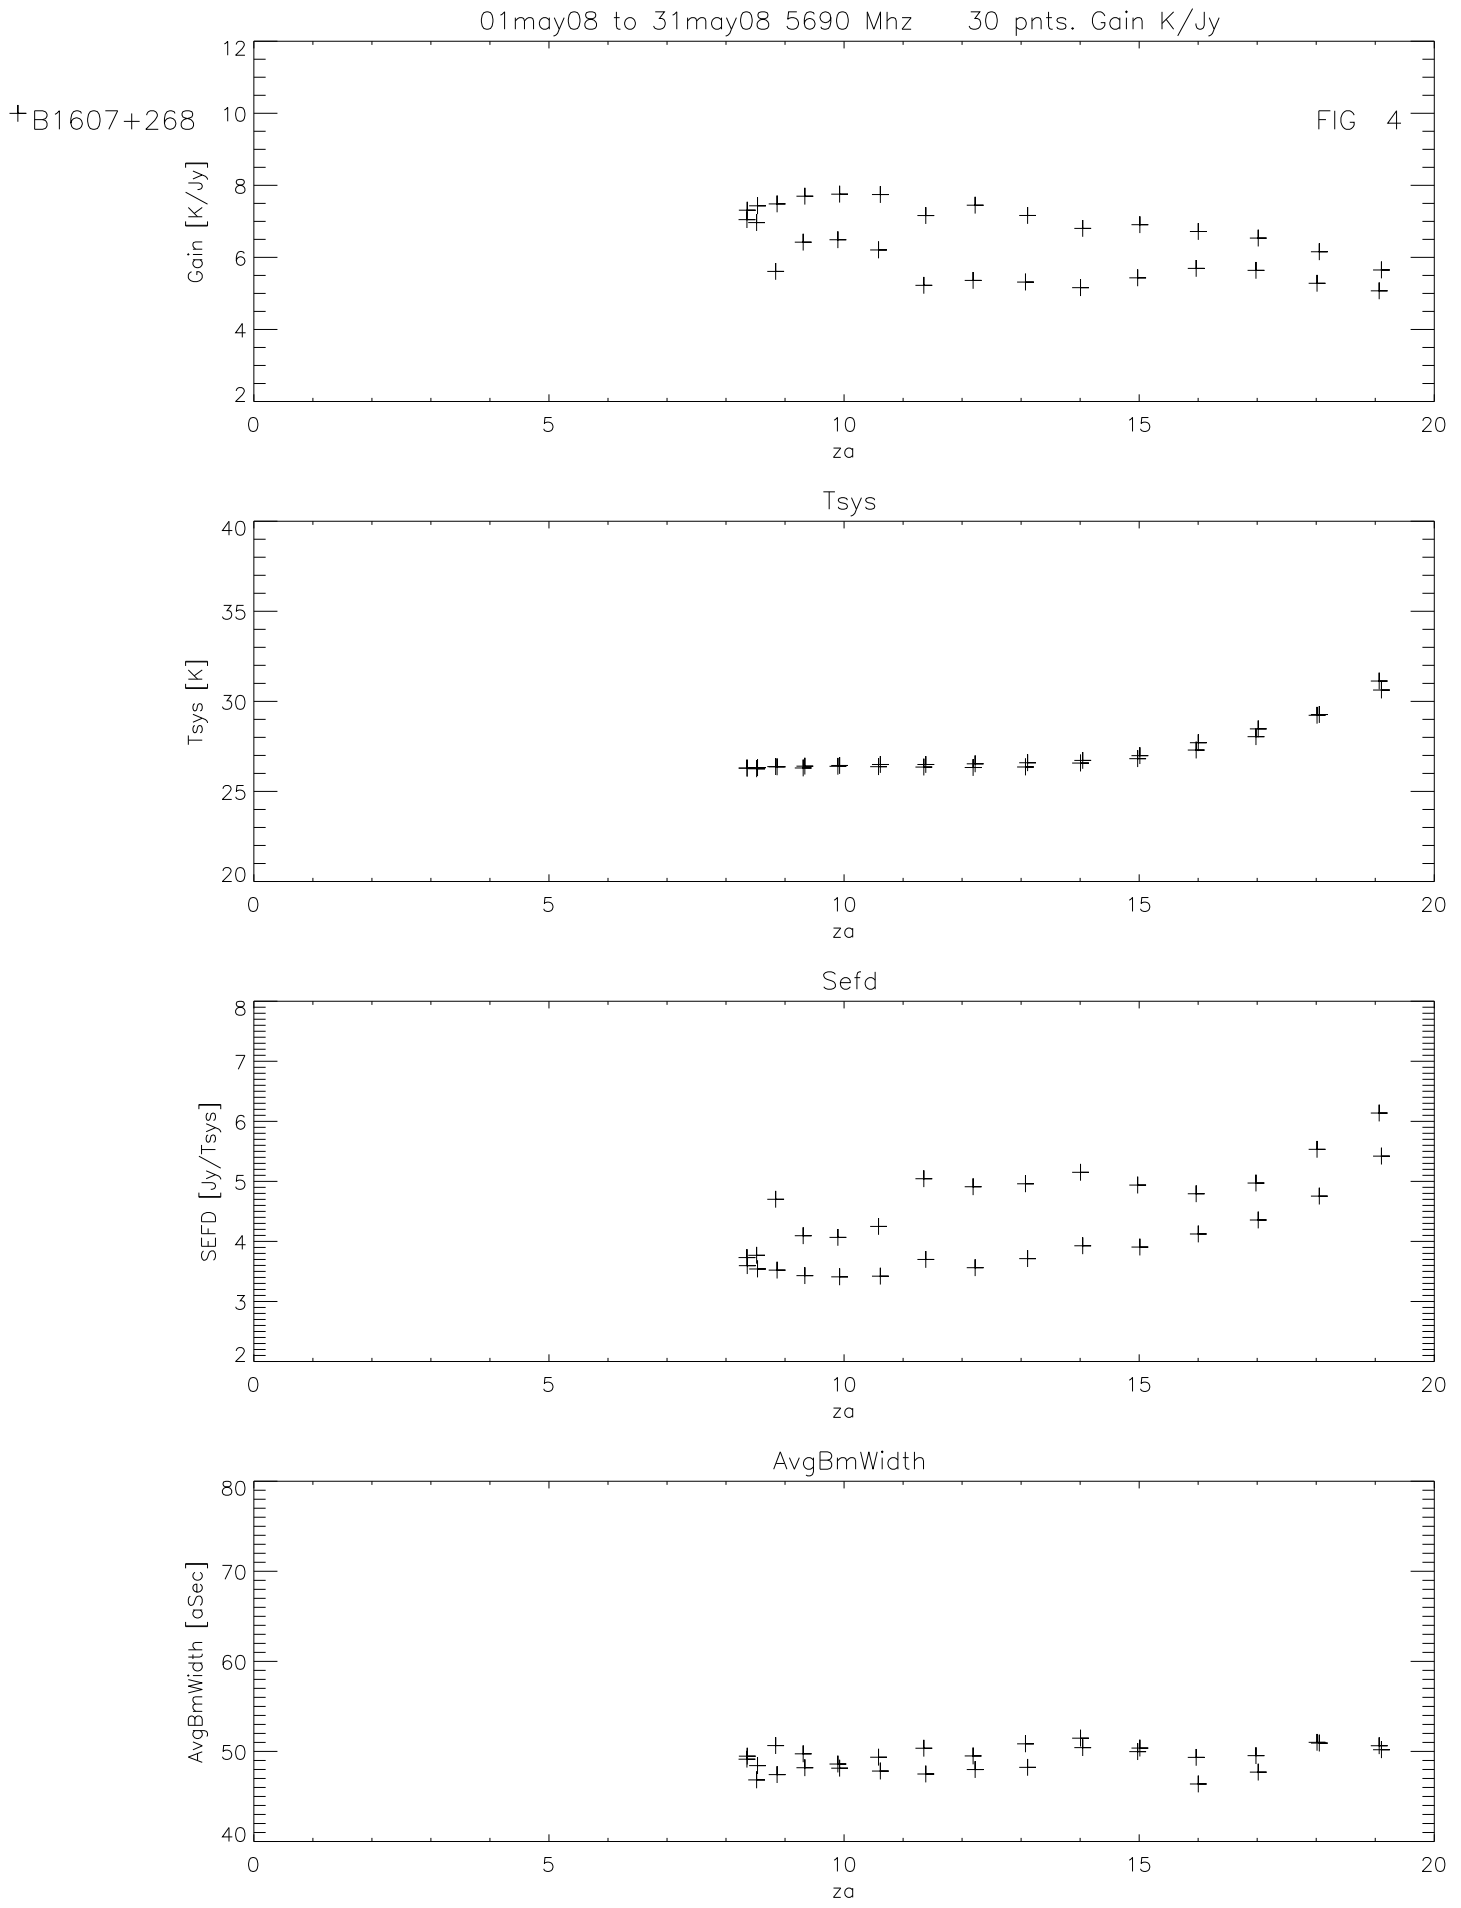 01may08 to 31may08 5690 Mhz 30 pnts. Gain K/Jy
+B1607+268
FIG 4
Gain [K/Jy]
12
10
8
6
4
2
0 5 10 15 20
za
Tsys
Tsys [K]
40
35
30
25
20
0 5 10 15 20
za
Sefd
SEFD [Jy/Tsys]
8
7
6
5
4
3
2
0 5 10 15 20
za
AvgBmWidth
AvgBmWidth [aSec]
80
70
60
50
40
0 5 10 15 20
za